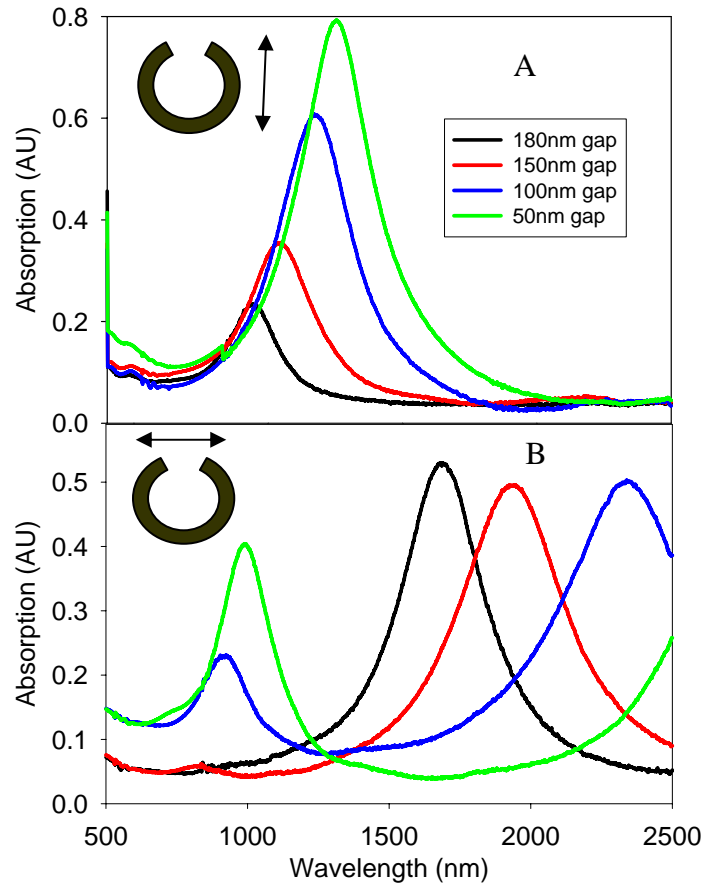 0.8
A
180nm gap
150nm gap
100nm gap
50nm gap
0.6
0.4
0.2
0.0
Absorption (AU)
B
0.5
0.4
0.3
0.2
0.1
0.0
Absorption (AU)
500 1000 1500 2000 2500
Wavelength (nm)